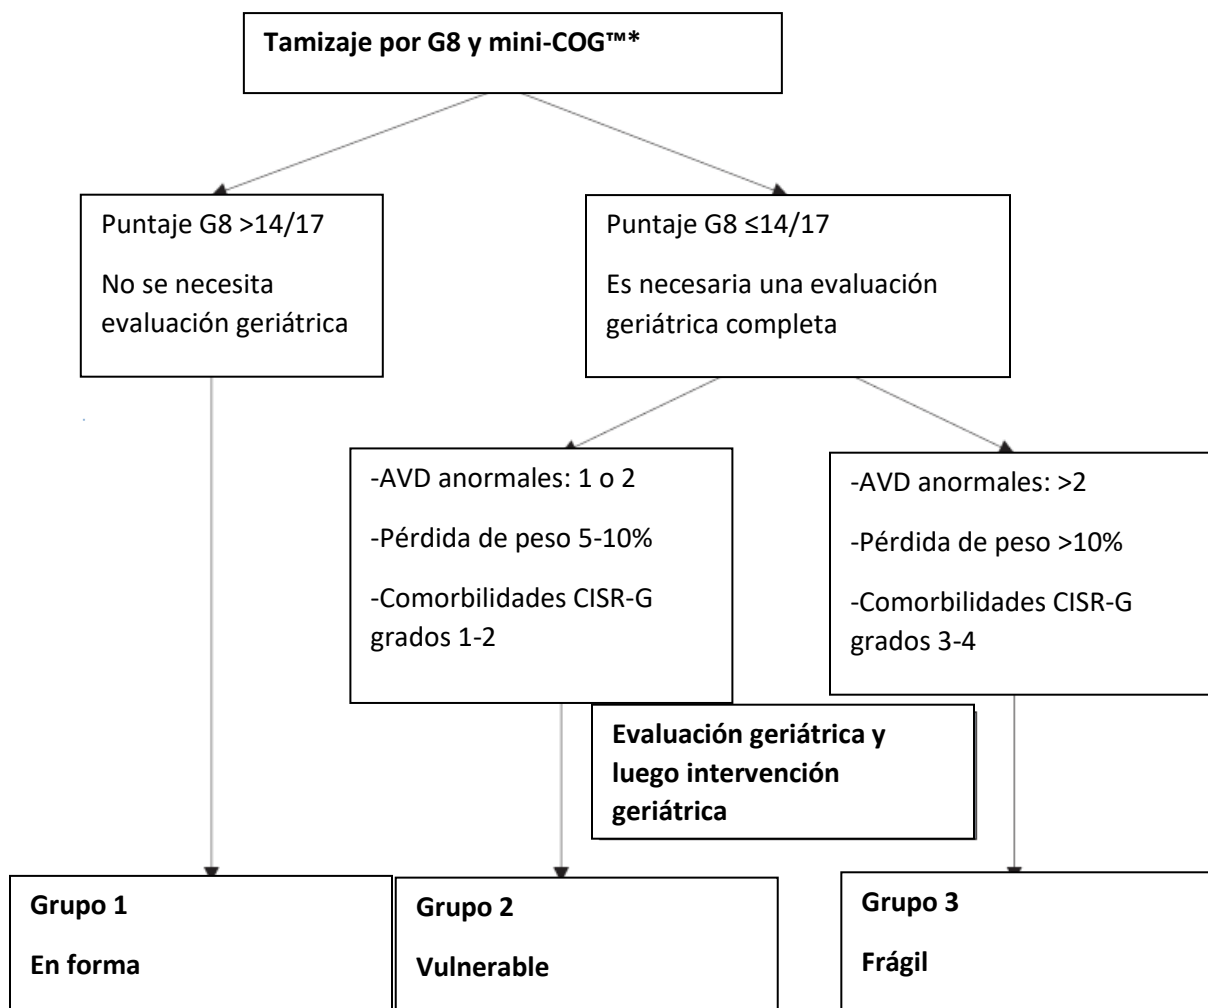 Tamizaje por G8 y mini-COG™*
Puntaje G8 >14/17
No se necesita
evaluación geriátrica
Puntaje G8 ≤14/17
Es necesaria una evaluación
geriátrica completa
-AVD anormales: 1 o 2
-Pérdida de peso 5-10%
-Comorbilidades CISR-G
grados 1-2
-AVD anormales: >2
-Pérdida de peso >10%
-Comorbilidades CISR-G
grados 3-4
Evaluación geriátrica y
luego intervención
geriátrica
Grupo 1
En forma
Grupo 2
Vulnerable
Grupo 3
Frágil